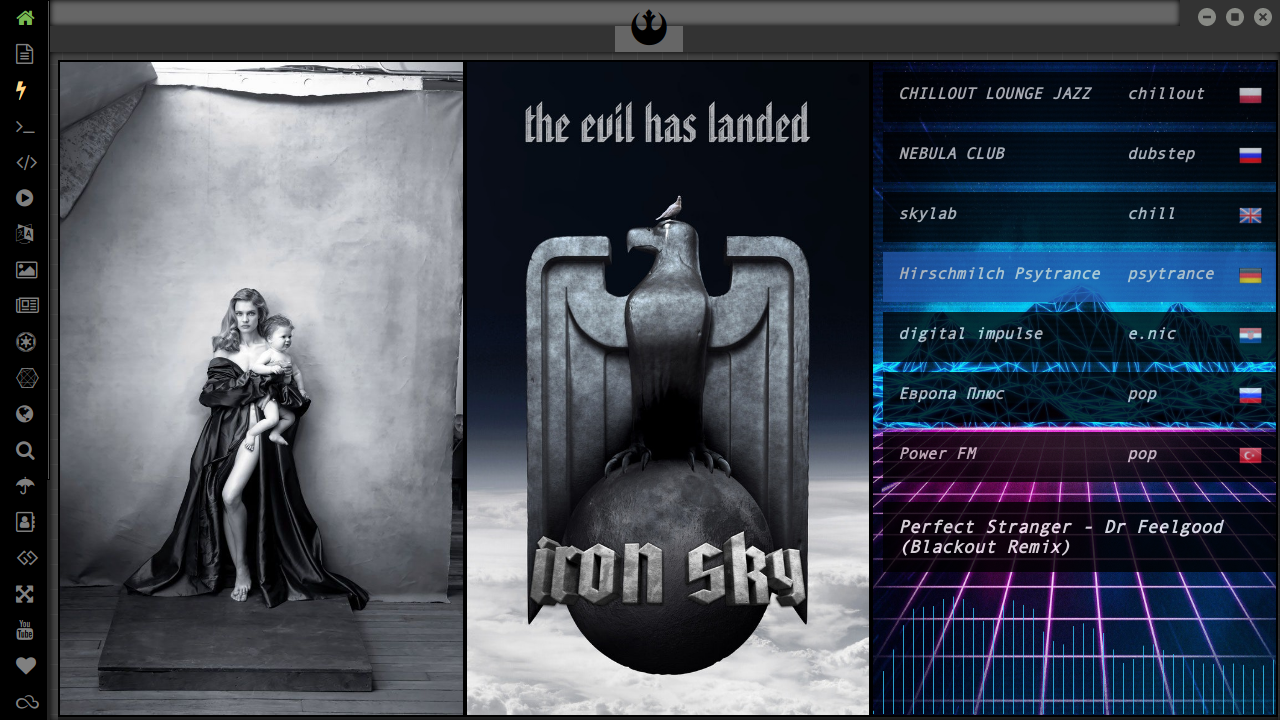 the evil has landed
iron sky
CHILLOUT LOUNGE JAZZ chillout
NEBULA CLUB dubstep
skylab chill
Hirschmilch Psytrance psytrance
digital impulse e.nic
Европа Плюс pop
Power FM pop
Perfect Stranger - Dr Feelgood
(Blackout Remix)
You
Tube